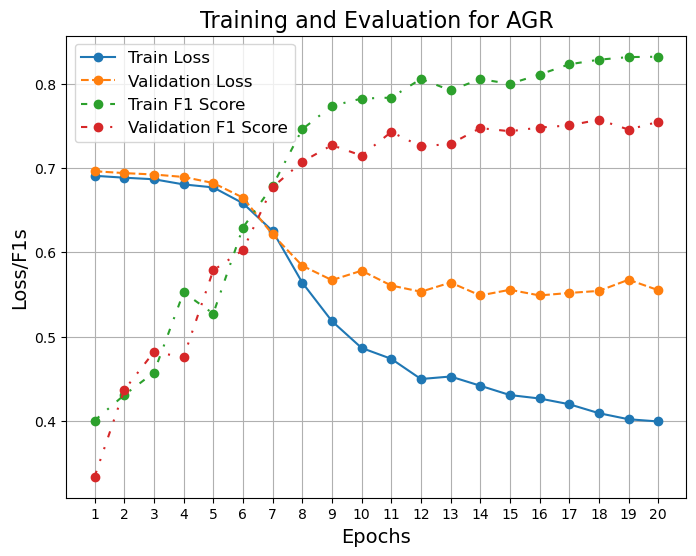 Training and Evaluation for AGR
Train Loss
Validation Loss
Train F1 Score
Validation F1 Score
Loss/F1s
0.8
0.7
0.6
0.5
0.4
1 2 3 4 5 6 7 8 9 10 11 12 13 14 15 16 17 18 19 20
Epochs